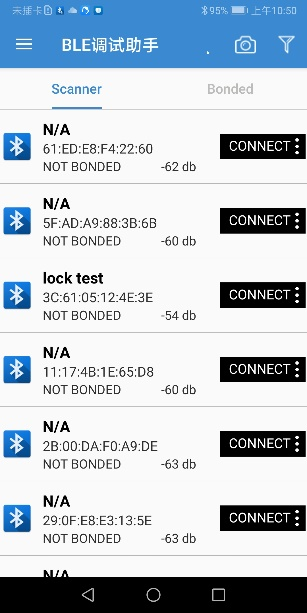 未插卡 95% 上午10:50
BLE调试助手
Scanner Bonded
N/A
61:ED:E8:F4:22:60
NOT BONDED -62 db
CONNECT
N/A
5F:AD:A9:88:3B:6B
NOT BONDED -60 db
CONNECT
lock test
3C:61:05:12:4E:3E
NOT BONDED -54 db
CONNECT
N/A
11:17:4B:1E:65:D8
NOT BONDED -60 db
CONNECT
N/A
2B:00:DA:F0:A9:DE
NOT BONDED -63 db
CONNECT
N/A
29:0F:E8:E3:13:5E
NOT BONDED -63 db
CONNECT
N/A